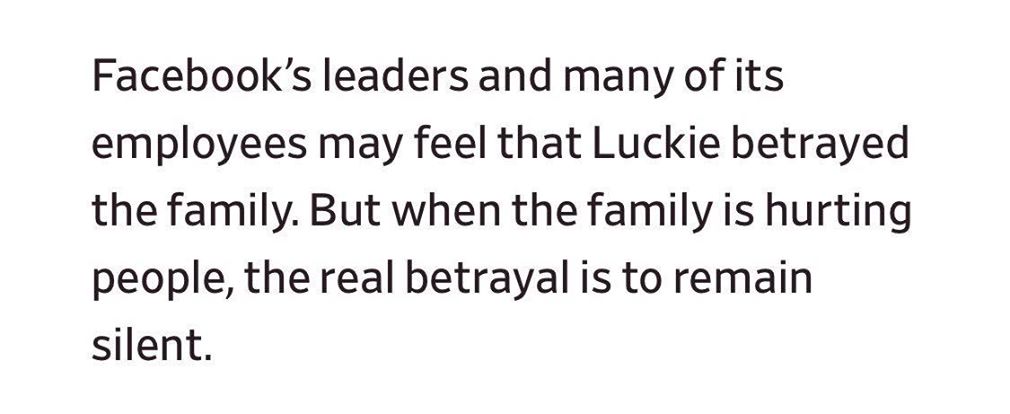 Facebook’s leaders and many of its
employees may feel that Luckie betrayed
the family. But when the family is hurting
people, the real betrayal is to remain
silent.